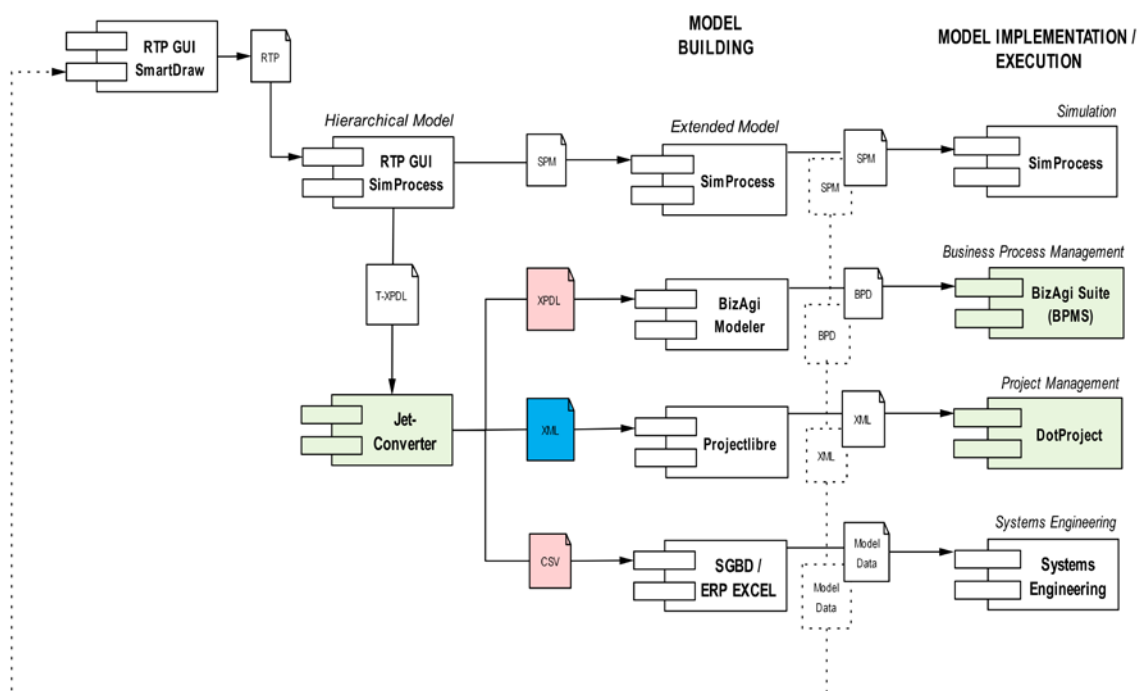 MODEL
BUILDING
MODEL IMPLEMENTATION /
EXECUTION
RTP GUI
SmartDraw
RTP
Hierarchical Model
RTP GUI
SimProcess
SPM
Extended Model
SimProcess
SPM
SPM
Simulation
SimProcess
T-XPDL
XPDL
BizAgi
Modeler
BPD
BPD
Business Process Management
BizAgi Suite
(BPMS)
Jet-
Converter
XML
Projectlibre
XML
XML
Project Management
DotProject
CSV
SGBD /
ERP EXCEL
Model
Data
Model
Data
Systems Engineering
Systems
Engineering